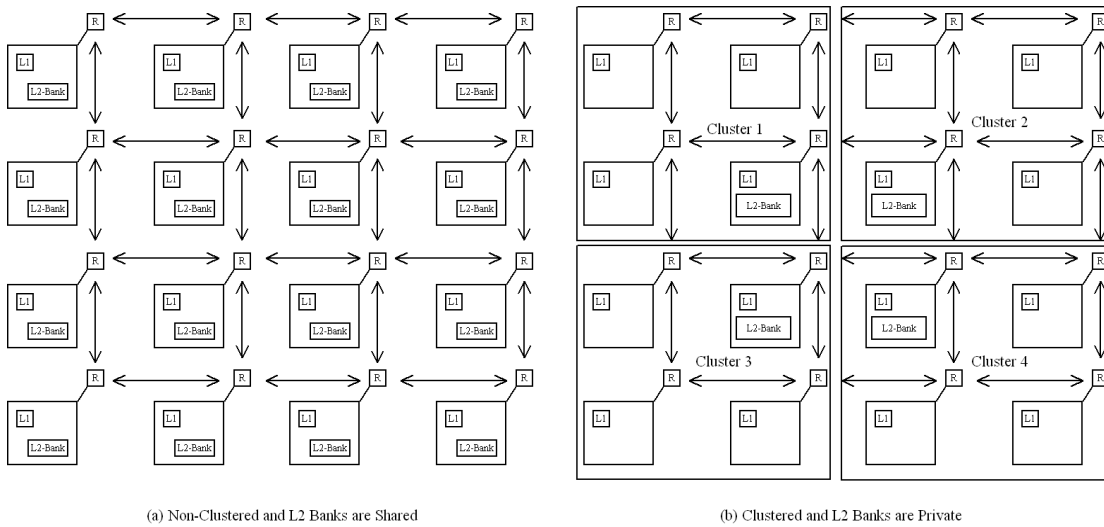 R R R R R R R R
L1 L1 L1 L1 L1 L1 L1 L1
L2-Bank L2-Bank L2-Bank L2-Bank
Cluster 1 Cluster 2
R R R R R R R R
L1 L1 L1 L1 L1 L1 L1 L1
L2-Bank L2-Bank L2-Bank L2-Bank L2-Bank L2-Bank
R R R R R R R R
L1 L1 L1 L1 L1 L1 L1 L1
L2-Bank L2-Bank L2-Bank L2-Bank L2-Bank L2-Bank
Cluster 3 Cluster 4
R R R R R R R R
L1 L1 L1 L1 L1 L1 L1 L1
L2-Bank L2-Bank L2-Bank L2-Bank
(a) Non-Clustered and L2 Banks are Shared
(b) Clustered and L2 Banks are Private